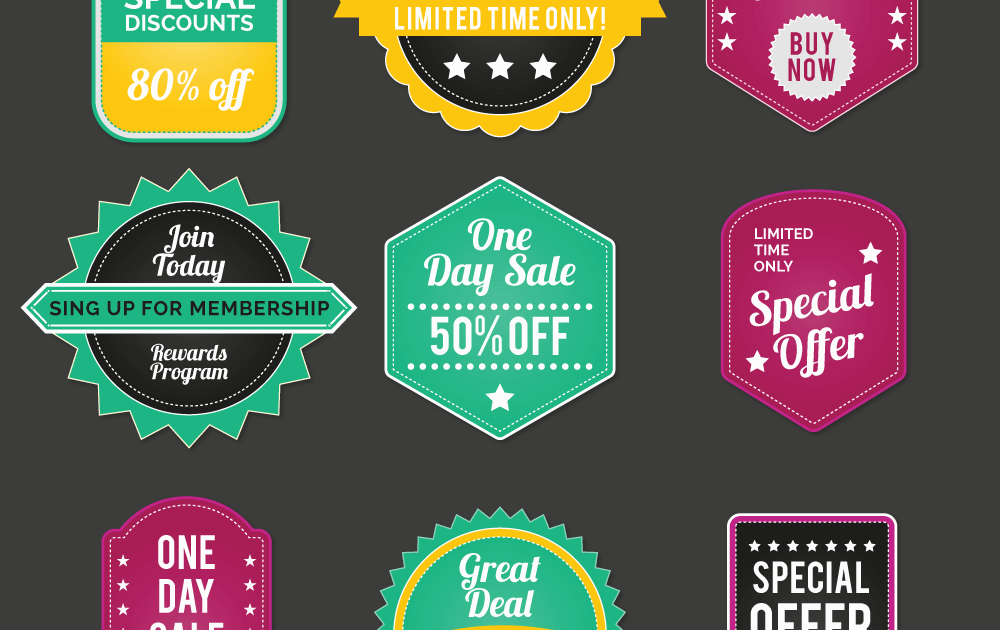 SPECIAL
DISCOUNTS
80% off
LIMITED TIME ONLY!
BUY
NOW
Join
Today
SING UP FOR MEMBERSHIP
Rewards
Program
One
Day Sale
50% OFF
LIMITED
TIME
ONLY
Special
Offer
ONE
DAY
SALE
Great
Deal
SPECIAL
OFFER